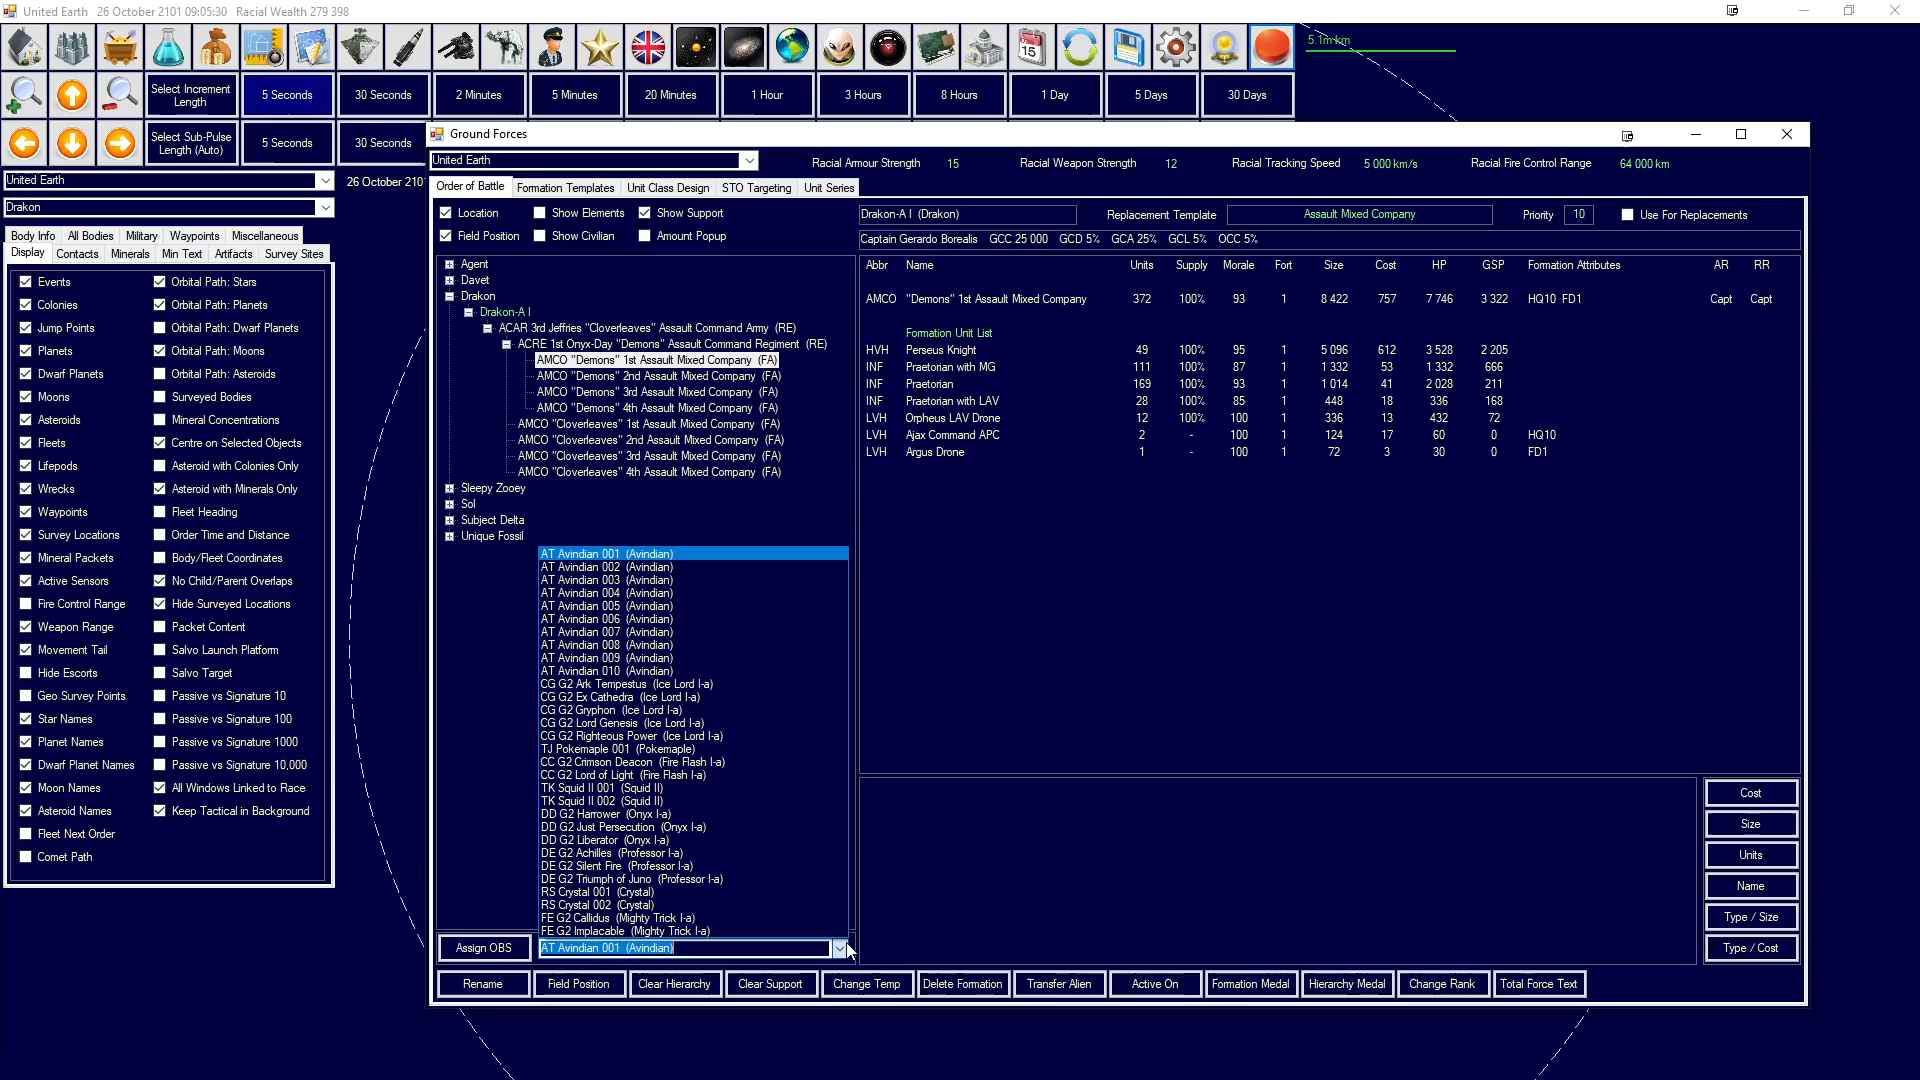 United Earth 26 October 2101 09:05:30 Racial Wealth 279 398
5.1m km
Select Increment Length
5 Seconds
30 Seconds
2 Minutes
5 Minutes
20 Minutes
1 Hour
3 Hours
8 Hours
1 Day
5 Days
30 Days
Select Sub-Pulse Length (Auto)
5 Seconds
30 Seconds
United Earth
26 October 2101
Drakon
Body Info All Bodies Military Waypoints Miscellaneous
Display Contacts Minerals Min Text Artifacts Survey Sites
Events
Orbital Path: Stars
Colonies
Orbital Path: Planets
Jump Points
Orbital Path: Dwarf Planets
Planets
Orbital Path: Moons
Dwarf Planets
Orbital Path: Asteroids
Moons
Surveyed Bodies
Asteroids
Mineral Concentrations
Fleets
Centre on Selected Objects
Lifepods
Asteroid with Colonies Only
Wrecks
Asteroid with Minerals Only
Waypoints
Fleet Heading
Survey Locations
Order Time and Distance
Mineral Packets
Body/Fleet Coordinates
Active Sensors
No Child/Parent Overlaps
Fire Control Range
Hide Surveyed Locations
Weapon Range
Packet Content
Movement Tail
Salvo Launch Platform
Hide Escorts
Salvo Target
Geo Survey Points
Passive vs Signature 10
Star Names
Passive vs Signature 100
Planet Names
Passive vs Signature 1000
Dwarf Planet Names
Passive vs Signature 10,000
Moon Names
All Windows Linked to Race
Asteroid Names
Keep Tactical in Background
Fleet Next Order
Comet Path
Ground Forces
United Earth
Racial Armour Strength 15 Racial Weapon Strength 12 Racial Tracking Speed 5 000 km/s Racial Fire Control Range 64 000 km
Order of Battle Formation Templates Unit Class Design STO Targeting Unit Series
Location Show Elements Show Support
Field Position Show Civilian Amount Popup
Drakon-A I (Drakon) Replacement Template Assault Mixed Company Priority 10 Use For Replacements
Captain Gerardo Borealis GCC 25 000 GCD 5% GCA 25% GCL 5% OCC 5%
Agent
Davet
Drakon
Drakon-A I
ACAR 3rd Jeffries "Cloverleaves" Assault Command Army (RE)
ACRE 1st Onyx-Day "Demons" Assault Command Regiment (RE)
AMCO "Demons" 1st Assault Mixed Company (FA)
AMCO "Demons" 2nd Assault Mixed Company (FA)
AMCO "Demons" 3rd Assault Mixed Company (FA)
AMCO "Demons" 4th Assault Mixed Company (FA)
AMCO "Cloverleaves" 1st Assault Mixed Company (FA)
AMCO "Cloverleaves" 2nd Assault Mixed Company (FA)
AMCO "Cloverleaves" 3rd Assault Mixed Company (FA)
AMCO "Cloverleaves" 4th Assault Mixed Company (FA)
Sleepy Zooey
Sol
Subject Delta
Unique Fossil
AT Avindian 001 (Avindian)
AT Avindian 002 (Avindian)
AT Avindian 003 (Avindian)
AT Avindian 004 (Avindian)
AT Avindian 005 (Avindian)
AT Avindian 006 (Avindian)
AT Avindian 007 (Avindian)
AT Avindian 008 (Avindian)
AT Avindian 009 (Avindian)
AT Avindian 010 (Avindian)
CG G2 Ark Tempestus (Ice Lord I-a)
CG G2 Ex Cathedra (Ice Lord I-a)
CG G2 Gryphon (Ice Lord I-a)
CG G2 Lord Genesis (Ice Lord I-a)
CG G2 Righteous Power (Ice Lord I-a)
TJ Pokemaple 001 (Pokemaple)
CC G2 Crimson Deacon (Fire Flash I-a)
CC G2 Lord of Light (Fire Flash I-a)
TK Squid II 001 (Squid II)
TK Squid II 002 (Squid II)
DD G2 Harrower (Onyx I-a)
DD G2 Just Persecution (Onyx I-a)
DD G2 Liberator (Onyx I-a)
DE G2 Achilles (Professor I-a)
DE G2 Silent Fire (Professor I-a)
DE G2 Triumph of Juno (Professor I-a)
RS Crystal 001 (Crystal)
RS Crystal 002 (Crystal)
FE G2 Callidus (Mighty Trick I-a)
FE G2 Implacable (Mighty Trick I-a)
Assign OBS
AT Avindian 001 (Avindian)
Abbr Name Units Supply Morale Fort Size Cost HP GSP Formation Attributes AR RR
AMCO "Demons" 1st Assault Mixed Company 372 100% 93 1 8 422 757 7 746 3 322 HQ10 FD1 Capt Capt
Formation Unit List
HVH Perseus Knight 49 100% 95 1 5 096 612 3 528 2 205
INF Praetorian with MG 111 100% 87 1 1 332 53 1 332 666
INF Praetorian 169 100% 93 1 1 014 41 2 028 211
INF Praetorian with LAV 28 100% 85 1 448 18 336 168
LVH Orpheus LAV Drone 12 100% 100 1 336 13 432 72
LVH Ajax Command APC 2 - 100 1 124 17 60 0 HQ10
LVH Argus Drone 1 - 100 1 72 3 30 0 FD1
Cost
Size
Units
Name
Type / Size
Type / Cost
Rename
Field Position
Clear Hierarchy
Clear Support
Change Temp
Delete Formation
Transfer Alien
Active On
Formation Medal
Hierarchy Medal
Change Rank
Total Force Text